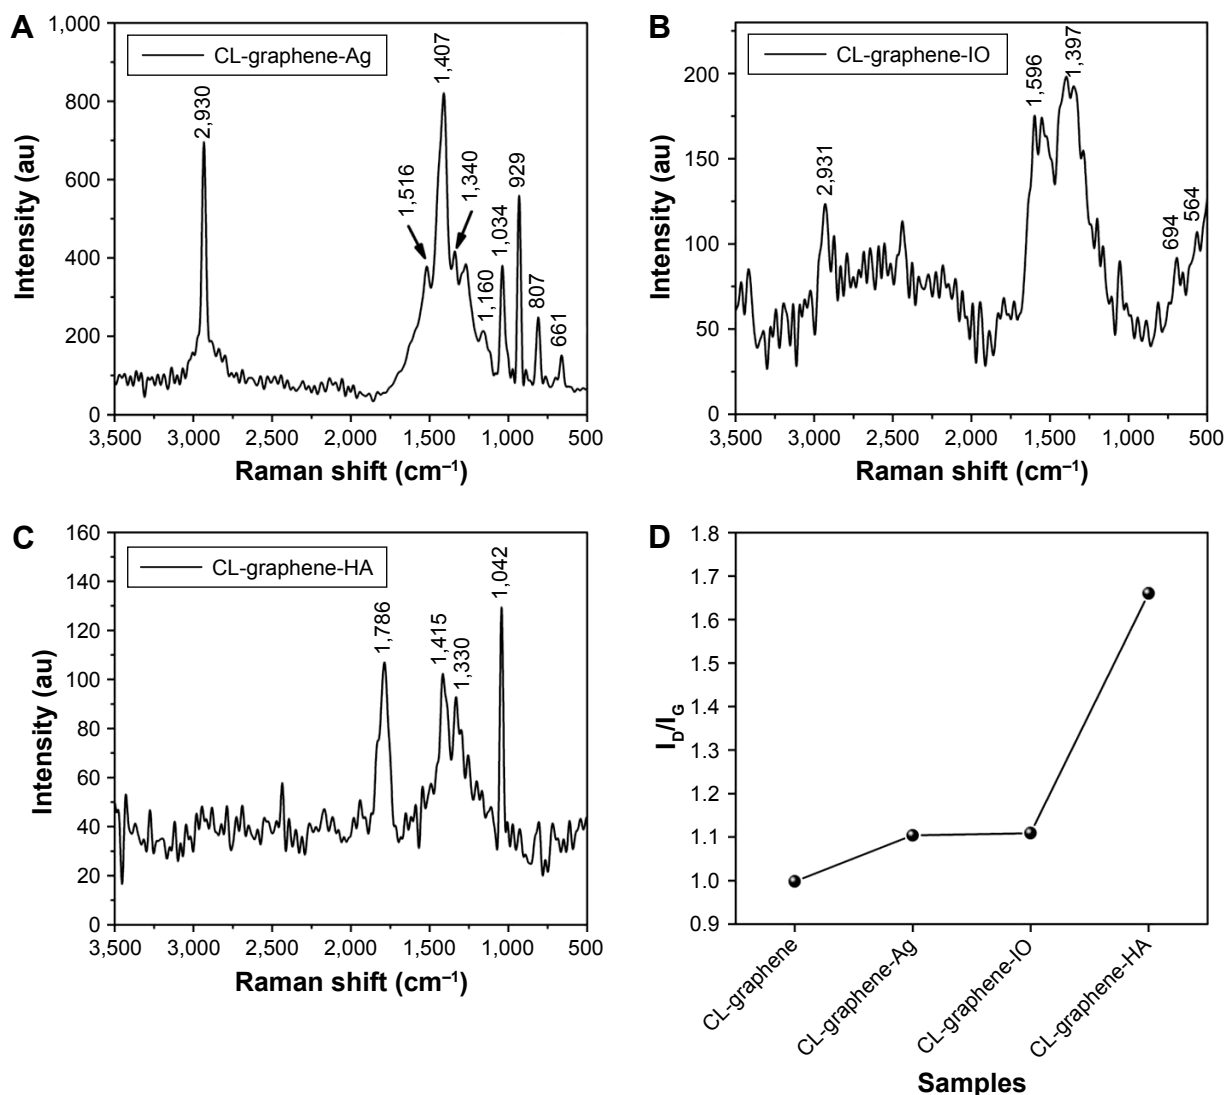 A
CL-graphene-Ag
1,000
800
600
400
200
0
Intensity (au)
2,930
1,516
1,407
1,340
1,160
1,034
929
807
661
3,500 3,000 2,500 2,000 1,500 1,000 500
Raman shift (cm⁻¹)
B
CL-graphene-IO
200
150
100
50
0
Intensity (au)
2,931
1,596
1,397
694
564
3,500 3,000 2,500 2,000 1,500 1,000 500
Raman shift (cm⁻¹)
C
CL-graphene-HA
160
140
120
100
80
60
40
20
0
Intensity (au)
1,786
1,415
1,330
1,042
3,500 3,000 2,500 2,000 1,500 1,000 500
Raman shift (cm⁻¹)
D
1.8
1.7
1.6
1.5
1.4
1.3
1.2
1.1
1.0
0.9
I_D/I_G
CL-graphene
CL-graphene-Ag
CL-graphene-IO
CL-graphene-HA
Samples